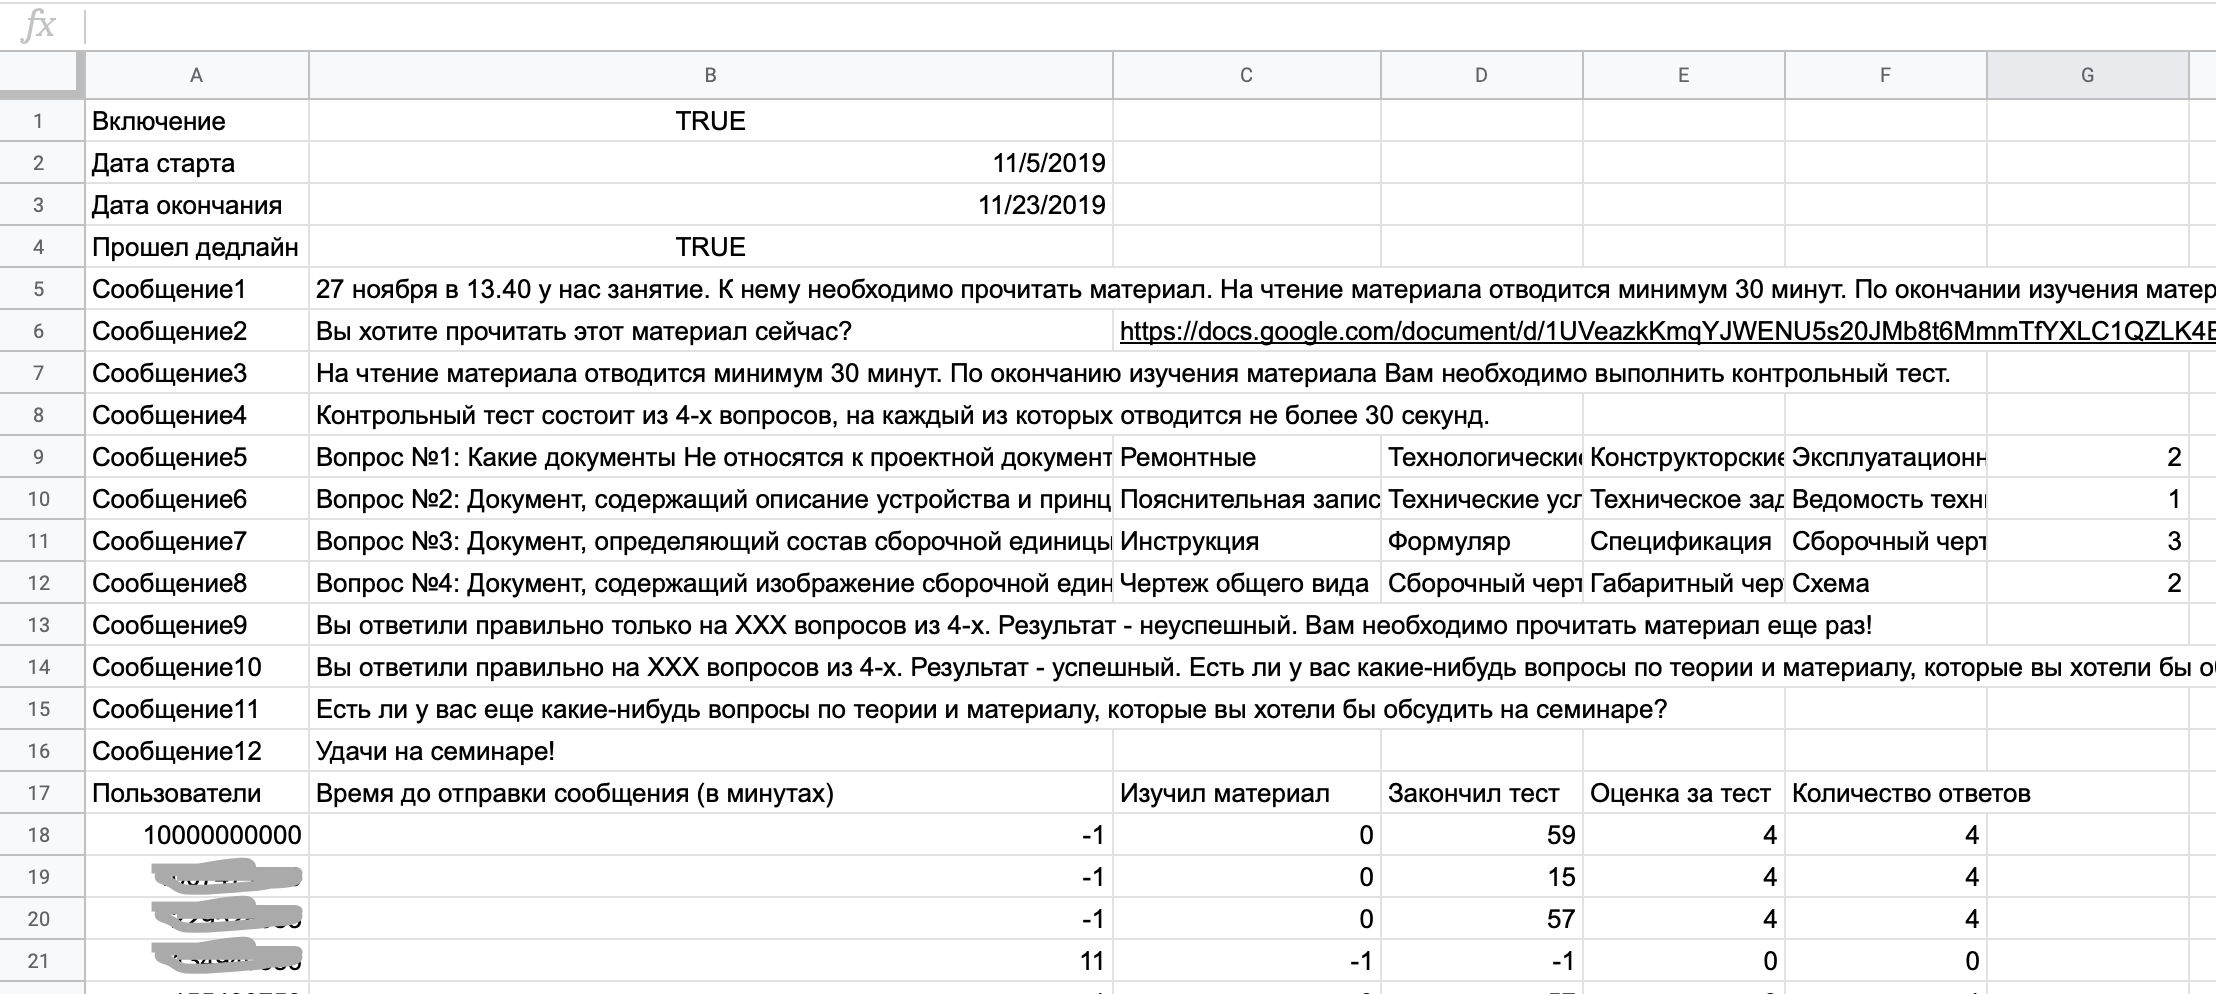 fx
A B C D E F G
1 Включение TRUE
2 Дата старта 11/5/2019
3 Дата окончания 11/23/2019
4 Прошел дедлайн TRUE
5 Сообщение1 27 ноября в 13.40 у нас занятие. К нему необходимо прочитать материал. На чтение материала отводится минимум 30 минут. По окончании изучения матер
6 Сообщение2 Вы хотите прочитать этот материал сейчас? https://docs.google.com/document/d/1UVeazkKmqYJWENU5s20JMb8t6MmmTfYXLC1QZLK4E
7 Сообщение3 На чтение материала отводится минимум 30 минут. По окончанию изучения материала Вам необходимо выполнить контрольный тест.
8 Сообщение4 Контрольный тест состоит из 4-х вопросов, на каждый из которых отводится не более 30 секунд.
9 Сообщение5 Вопрос №1: Какие документы Не относятся к проектной документ Ремонтные Технологические Конструкторские Эксплуатационн 2
10 Сообщение6 Вопрос №2: Документ, содержащий описание устройства и принц Пояснительная запис Технические усл Техническое зад Ведомость техн 1
11 Сообщение7 Вопрос №3: Документ, определяющий состав сборочной единицы Инструкция Формуляр Спецификация Сборочный черт 3
12 Сообщение8 Вопрос №4: Документ, содержащий изображение сборочной един Чертеж общего вида Сборочный черт Габаритный чер Схема 2
13 Сообщение9 Вы ответили правильно только на XXX вопросов из 4-х. Результат - неуспешный. Вам необходимо прочитать материал еще раз!
14 Сообщение10 Вы ответили правильно на XXX вопросов из 4-х. Результат - успешный. Есть ли у вас какие-нибудь вопросы по теории и материалу, которые вы хотели бы об
15 Сообщение11 Есть ли у вас еще какие-нибудь вопросы по теории и материалу, которые вы хотели бы обсудить на семинаре?
16 Сообщение12 Удачи на семинаре!
17 Пользователи Время до отправки сообщения (в минутах) Изучил материал Закончил тест Оценка за тест Количество ответов
18 10000000000 -1 0 59 4 4
19 -1 0 15 4 4
20 -1 0 57 4 4
21 11 -1 -1 0 0